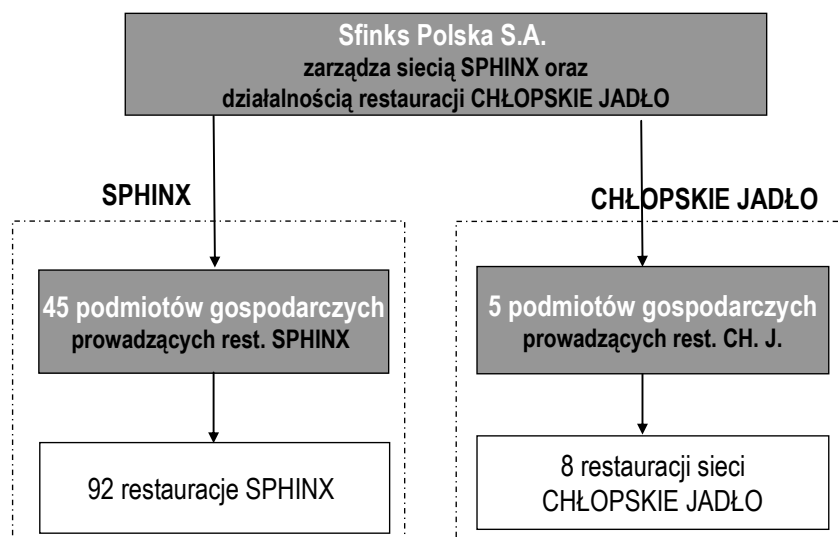 Sfinks Polska S.A.
zarządza siecią SPHINX oraz
działalnością restauracji CHŁOPSKIE JADŁO
SPHINX
CHŁOPSKIE JADŁO
45 podmiotów gospodarczych
prowadzących rest. SPHINX
5 podmiotów gospodarczych
prowadzących rest. CH. J.
92 restauracje SPHINX
8 restauracji sieci
CHŁOPSKIE JADŁO